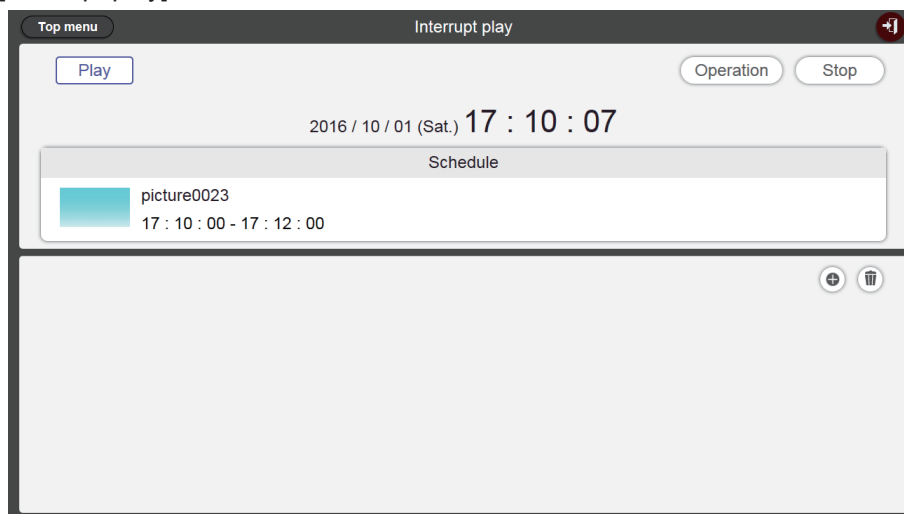 Top menu Interrupt play
Play Operation Stop
2016 / 10 / 01 (Sat.) 17 : 10 : 07
Schedule
picture0023
17 : 10 : 00 - 17 : 12 : 00